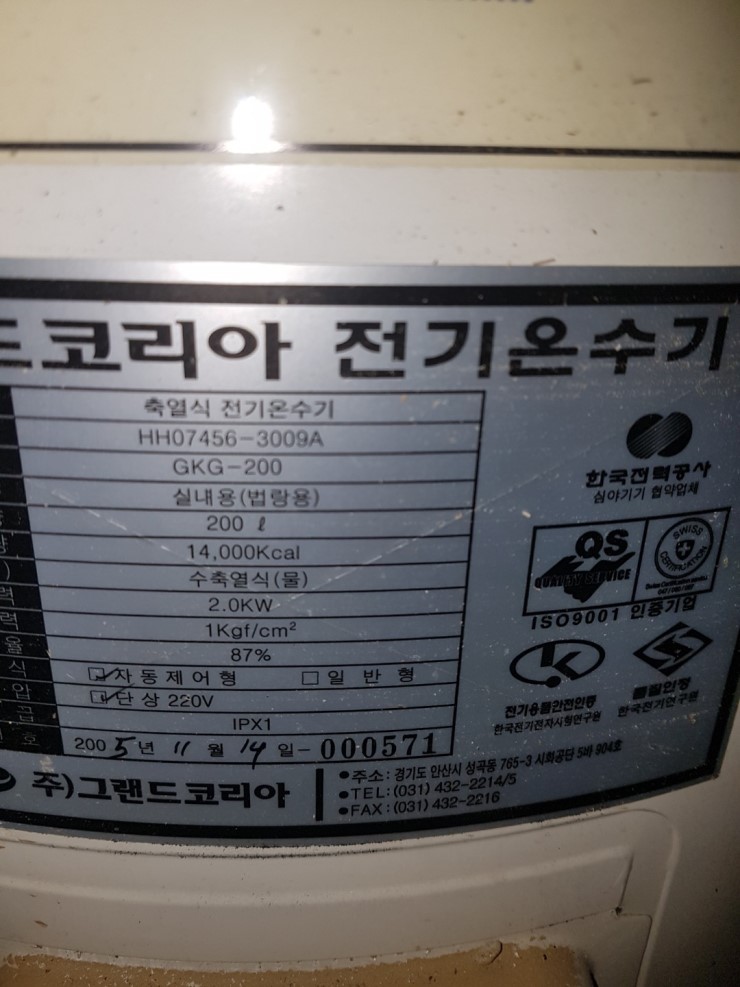 드코리아 전기온수기
축열식 전기온수기
HH07456-3009A
GKG-200
실내용(법랑용)
200 ℓ
14,000Kcal
수축열식(물)
2.0KW
1Kgf/cm²
87%
☑자동제어형 □일반형
☑단상 220V
IPX1
2005년 11월 14일-000571
한국전력공사
심야기기 협약업체
QS
QUALITY SERVICE
SWISS
CERTIFICATION
ISO9001 인증기업
전기용품안전인증
한국전기전자시험연구원
품질인정
한국전기연구원
주)그랜드코리아
●주소: 경기도 안산시 성곡동 765-3 시화공단 5바 904호
●TEL:(031) 432-2214/5
●FAX:(031) 432-2216